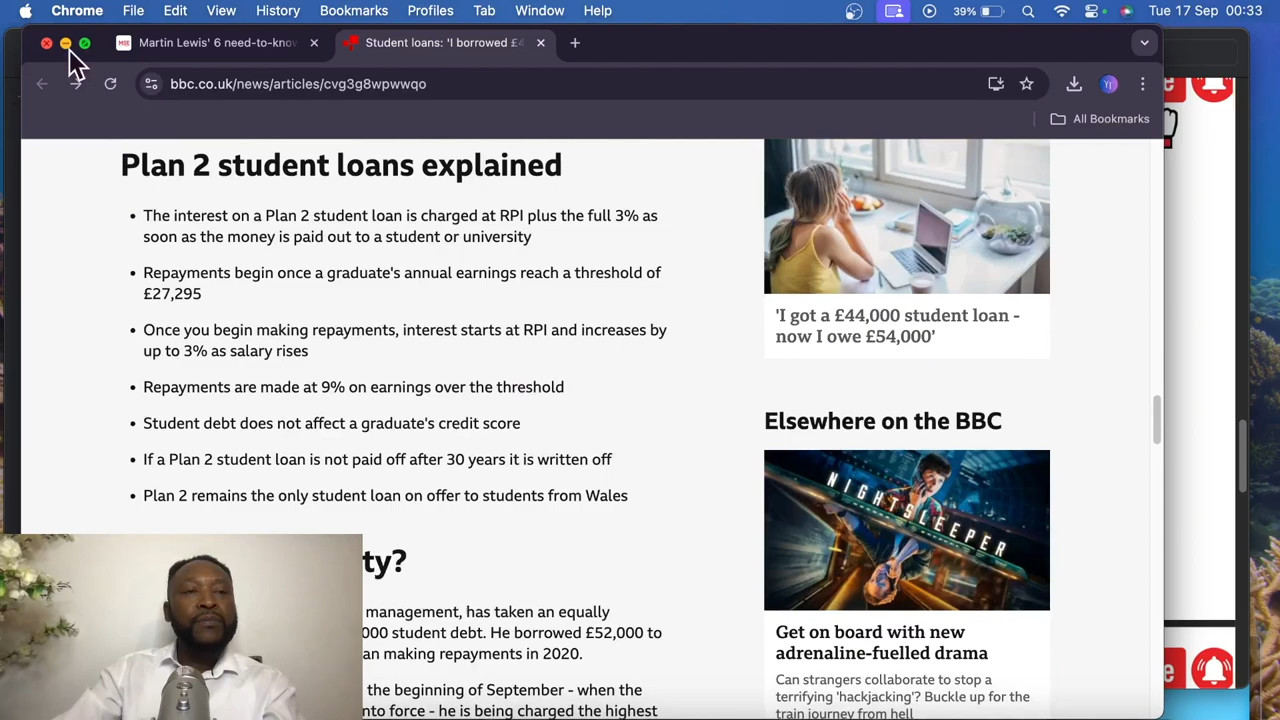 Chrome File Edit View History Bookmarks Profiles Tab Window Help 39% Tue 17 Sep 00:33
MSE Martin Lewis' 6 need-to-know
Student loans: 'I borrowed £4
bbc.co.uk/news/articles/cvg3g8wpwwqo
All Bookmarks
Plan 2 student loans explained
• The interest on a Plan 2 student loan is charged at RPI plus the full 3% as
soon as the money is paid out to a student or university
• Repayments begin once a graduate's annual earnings reach a threshold of
£27,295
• Once you begin making repayments, interest starts at RPI and increases by
up to 3% as salary rises
• Repayments are made at 9% on earnings over the threshold
• Student debt does not affect a graduate's credit score
• If a Plan 2 student loan is not paid off after 30 years it is written off
• Plan 2 remains the only student loan on offer to students from Wales
ty?
management, has taken an equally
000 student debt. He borrowed £52,000 to
an making repayments in 2020.
the beginning of September - when the
nto force - he is being charged the highest
'I got a £44,000 student loan -
now I owe £54,000’
Elsewhere on the BBC
NIGHTSLEEPER
Get on board with new
adrenaline-fuelled drama
Can strangers collaborate to stop a
terrifying 'hackjacking'? Buckle up for the
train journey from hell